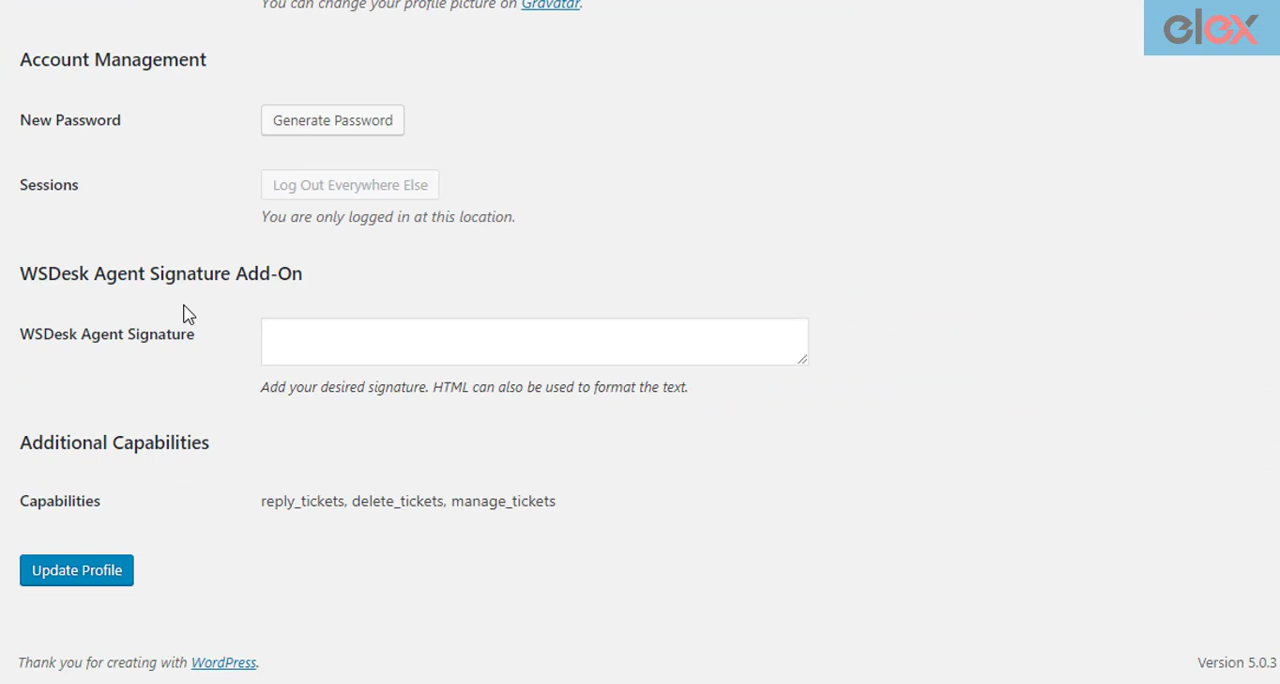 You can change your profile picture on Gravatar.
elex
Account Management
New Password
Generate Password
Sessions
Log Out Everywhere Else
You are only logged in at this location.
WSDesk Agent Signature Add-On
WSDesk Agent Signature
Add your desired signature. HTML can also be used to format the text.
Additional Capabilities
Capabilities
reply_tickets, delete_tickets, manage_tickets
Update Profile
Thank you for creating with WordPress.
Version 5.0.3